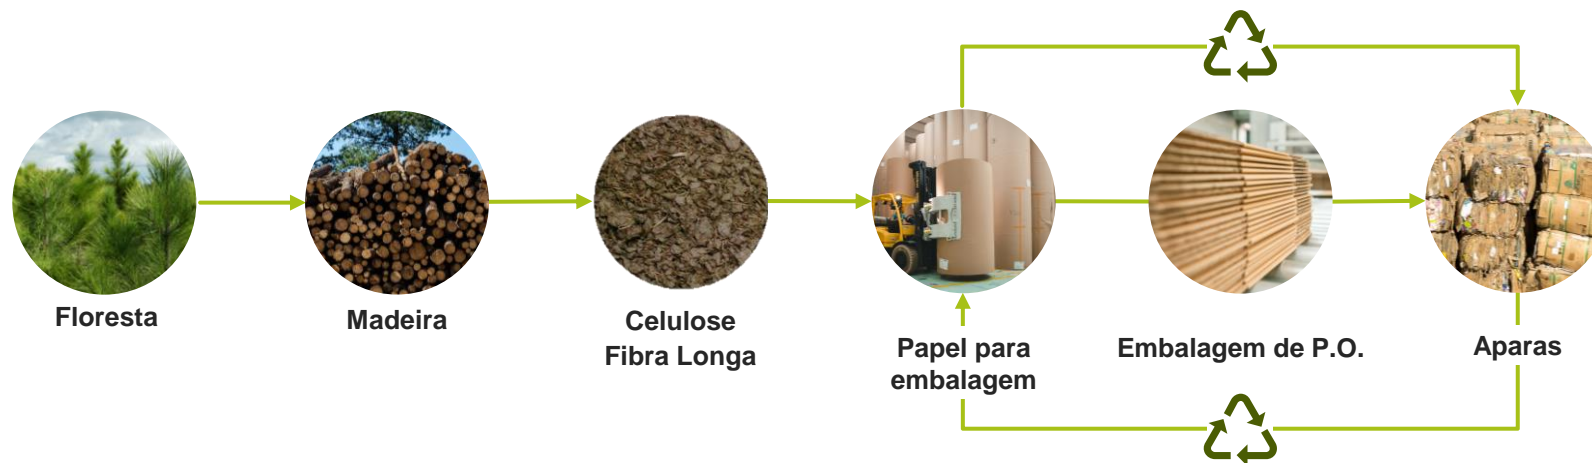 Floresta
Madeira
Celulose
Fibra Longa
Papel para
embalagem
Embalagem de P.O.
Aparas